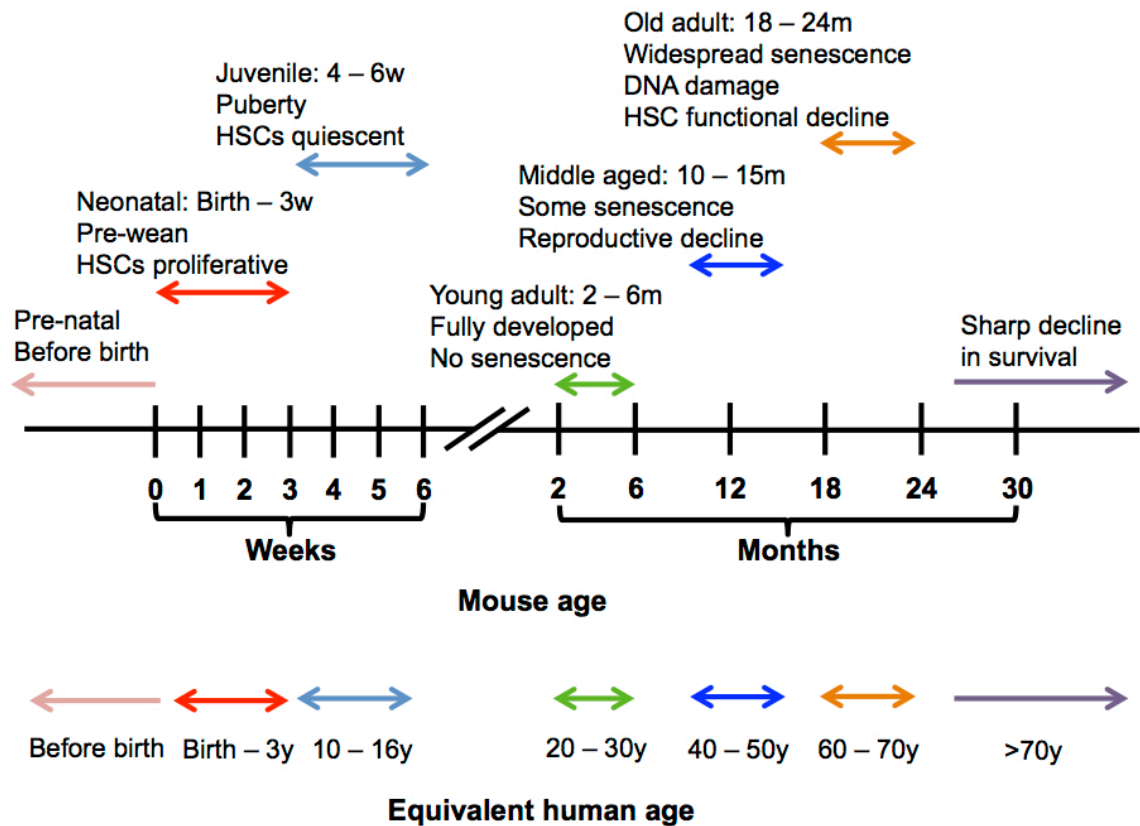 Old adult: 18 – 24m
Widespread senescence
DNA damage
HSC functional decline
Juvenile: 4 – 6w
Puberty
HSCs quiescent
Middle aged: 10 – 15m
Some senescence
Reproductive decline
Neonatal: Birth – 3w
Pre-wean
HSCs proliferative
Young adult: 2 – 6m
Fully developed
No senescence
Pre-natal
Before birth
Sharp decline
in survival
0 1 2 3 4 5 6 2 6 12 18 24 30
Weeks Months
Mouse age
Before birth Birth – 3y 10 – 16y 20 – 30y 40 – 50y 60 – 70y >70y
Equivalent human age